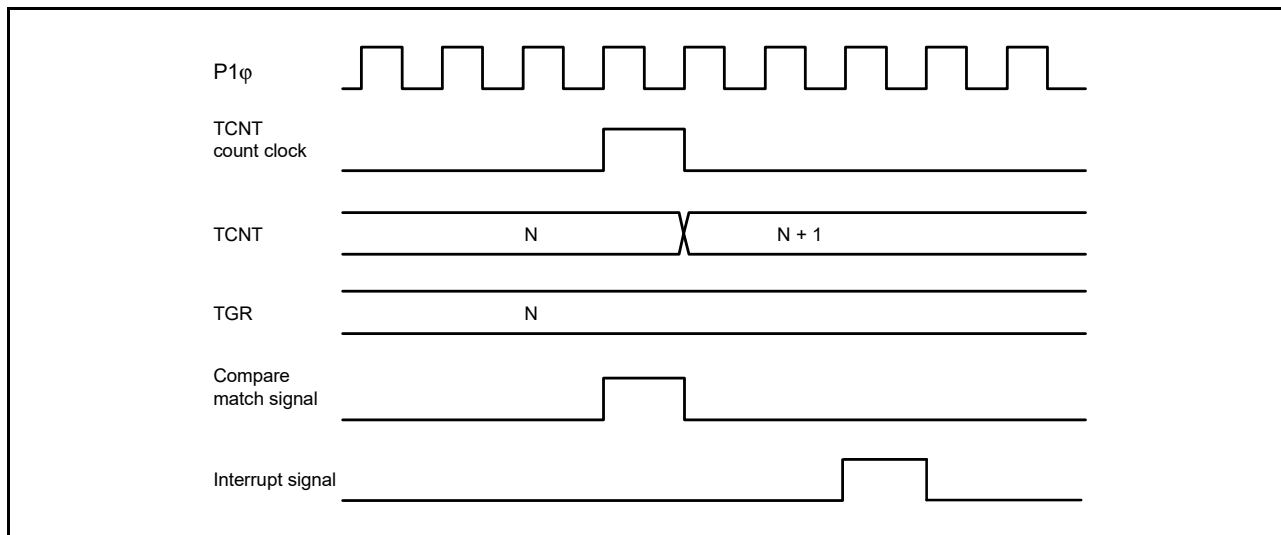 P1φ
TCNT
count clock
TCNT
N
N + 1
TGR
N
Compare
match signal
Interrupt signal